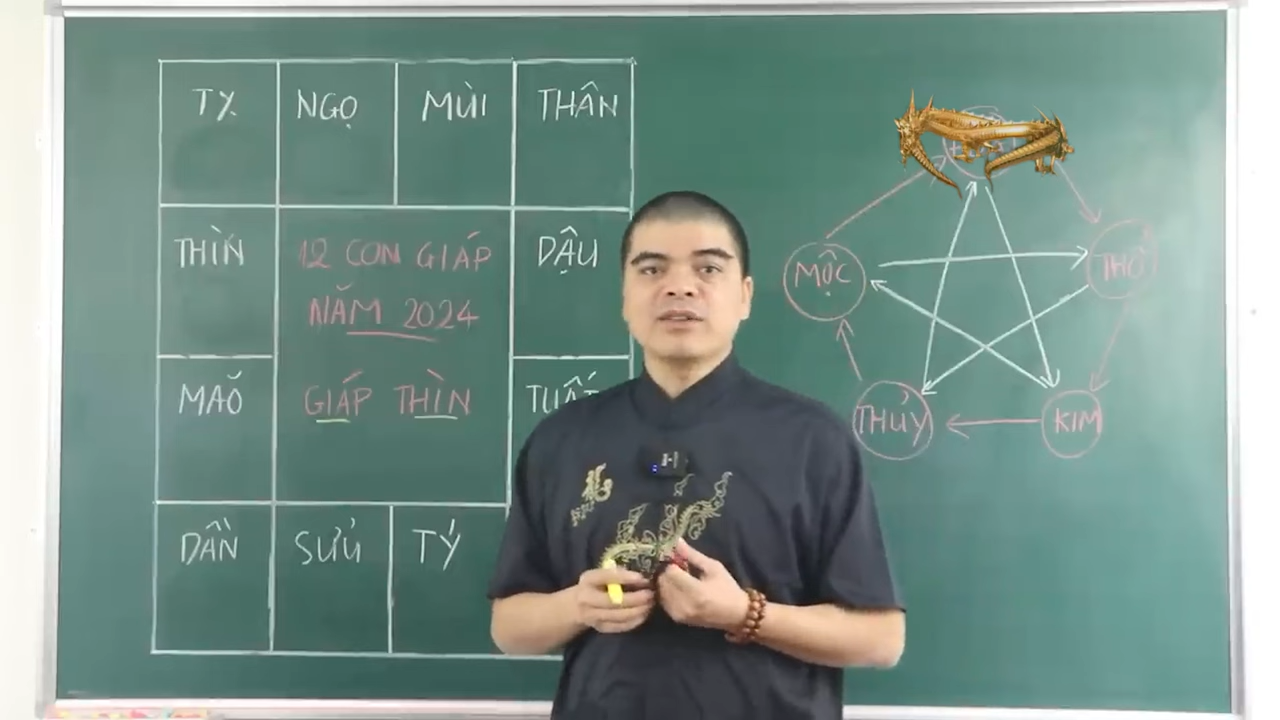 TỴ NGỌ MÙI THÂN
THÌN
12 CON GIÁP
NĂM 2024
GIÁP THÌN
DẬU
MÃO
DẦN SỬU TÝ
MỘC
THỔ
THỦY
KIM